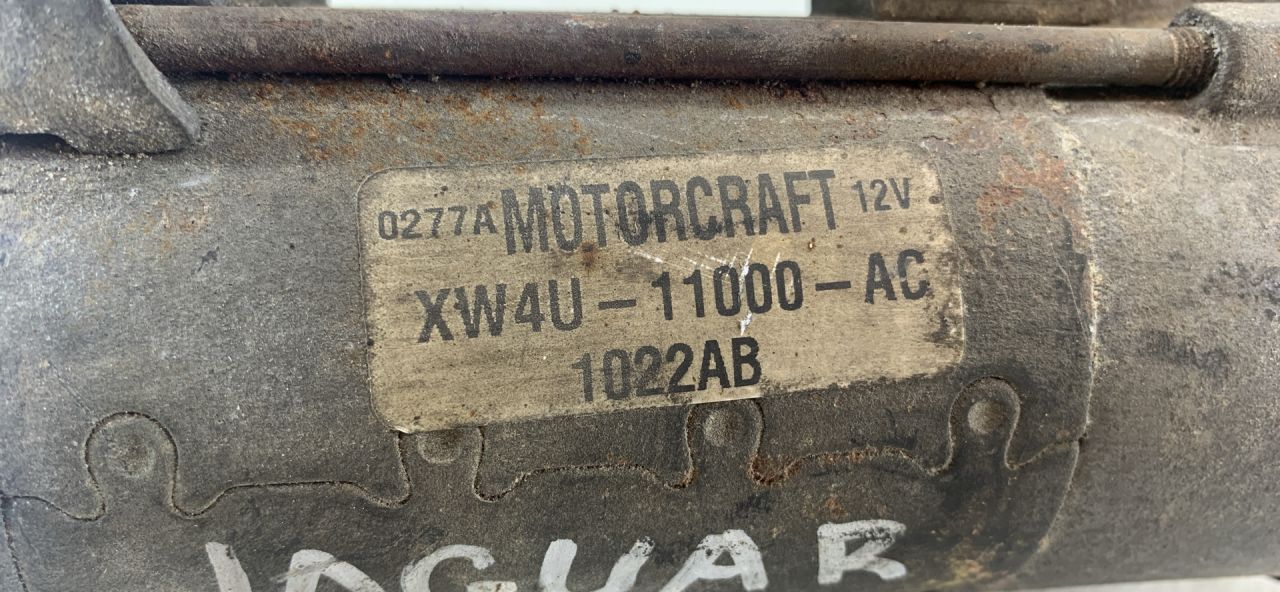 0277A MOTORCRAFT 12V
XW4U-11000-AC
1022AB
JAGUAR